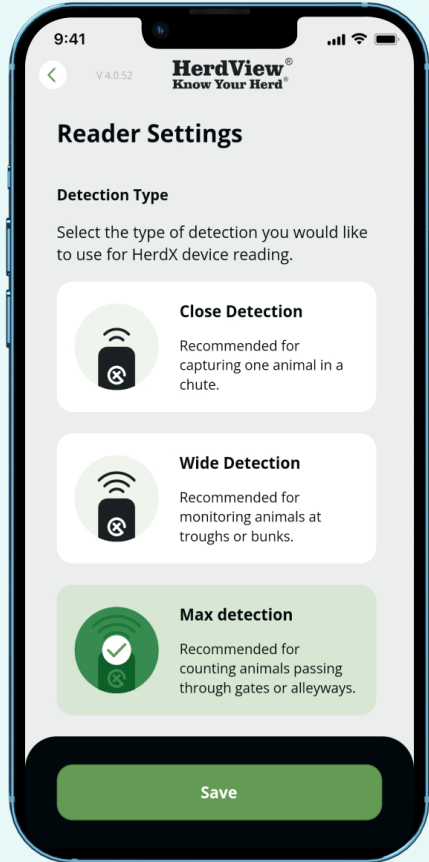 9:41
V 4.0.52
HerdView®
Know Your Herd®
Reader Settings
Detection Type
Select the type of detection you would like
to use for HerdX device reading.
Close Detection
Recommended for
capturing one animal in a
chute.
Wide Detection
Recommended for
monitoring animals at
troughs or bunks.
Max detection
Recommended for
counting animals passing
through gates or alleyways.
Save